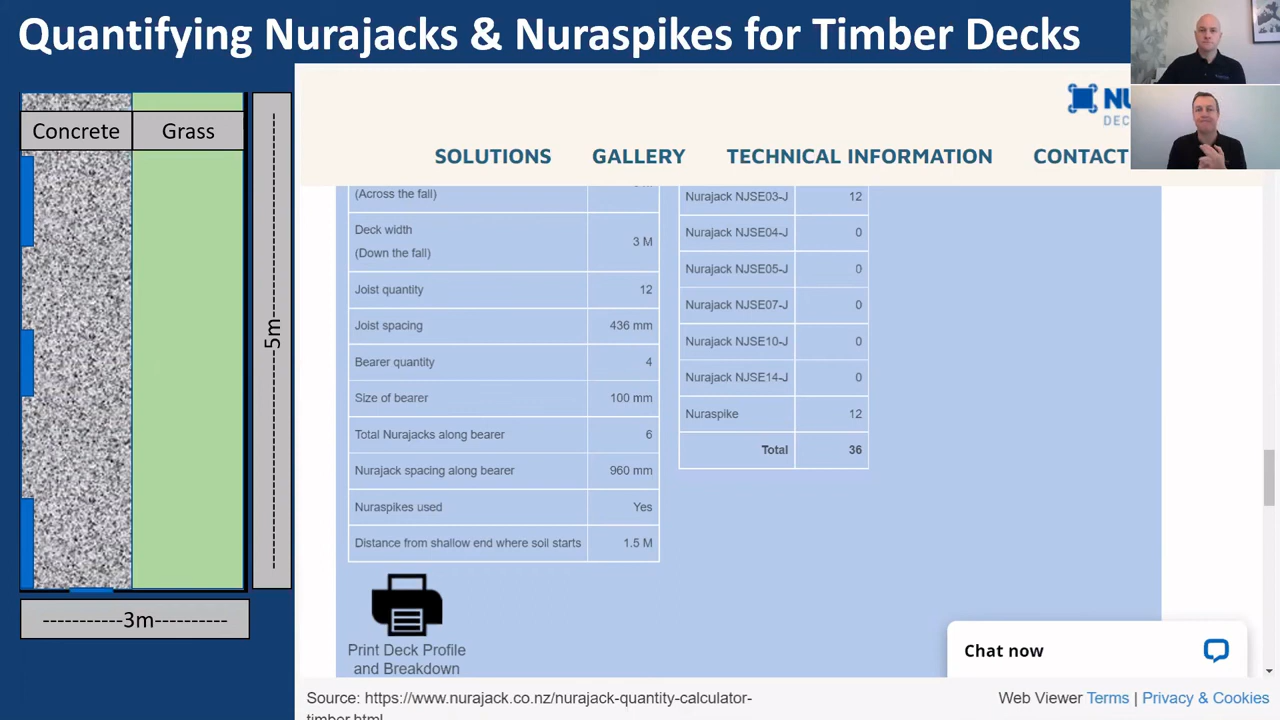 Quantifying Nurajacks & Nuraspikes for Timber Decks
Concrete
Grass
-----------5m-----------
-----------3m----------
NU
DEC
SOLUTIONS GALLERY TECHNICAL INFORMATION CONTACT
(Across the fall)
Deck width
(Down the fall)
3 M
Joist quantity 12
Joist spacing 436 mm
Bearer quantity 4
Size of bearer 100 mm
Total Nurajacks along bearer 6
Nurajack spacing along bearer 960 mm
Nuraspikes used Yes
Distance from shallow end where soil starts 1.5 M
Nurajack NJSE03-J 12
Nurajack NJSE04-J 0
Nurajack NJSE05-J 0
Nurajack NJSE07-J 0
Nurajack NJSE10-J 0
Nurajack NJSE14-J 0
Nuraspike 12
Total 36
Print Deck Profile
and Breakdown
Chat now
Source: https://www.nurajack.co.nz/nurajack-quantity-calculator-
timber.html
Web Viewer Terms | Privacy & Cookies